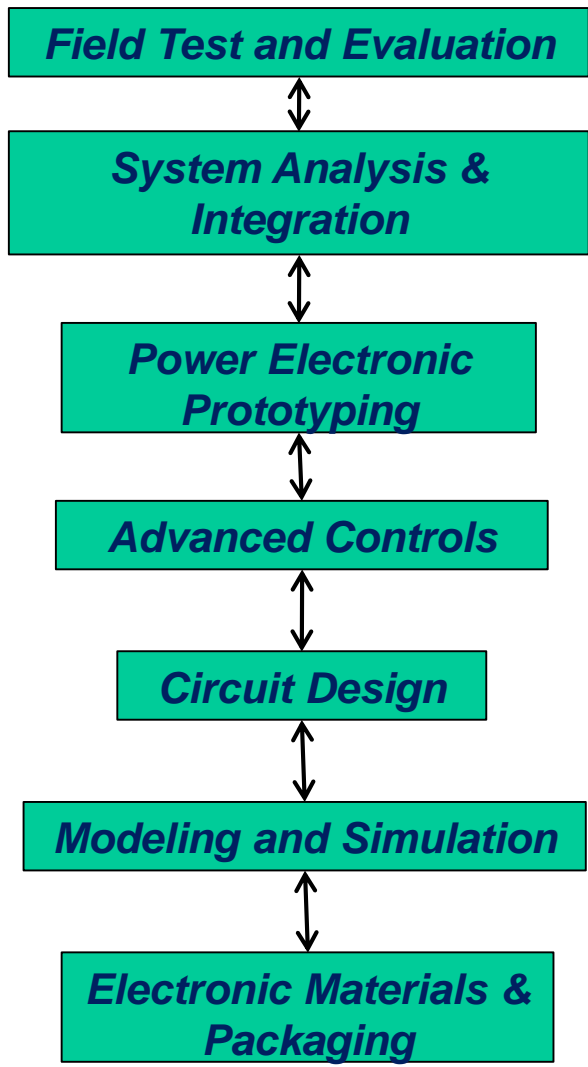 Field Test and Evaluation
System Analysis &
Integration
Power Electronic
Prototyping
Advanced Controls
Circuit Design
Modeling and Simulation
Electronic Materials &
Packaging